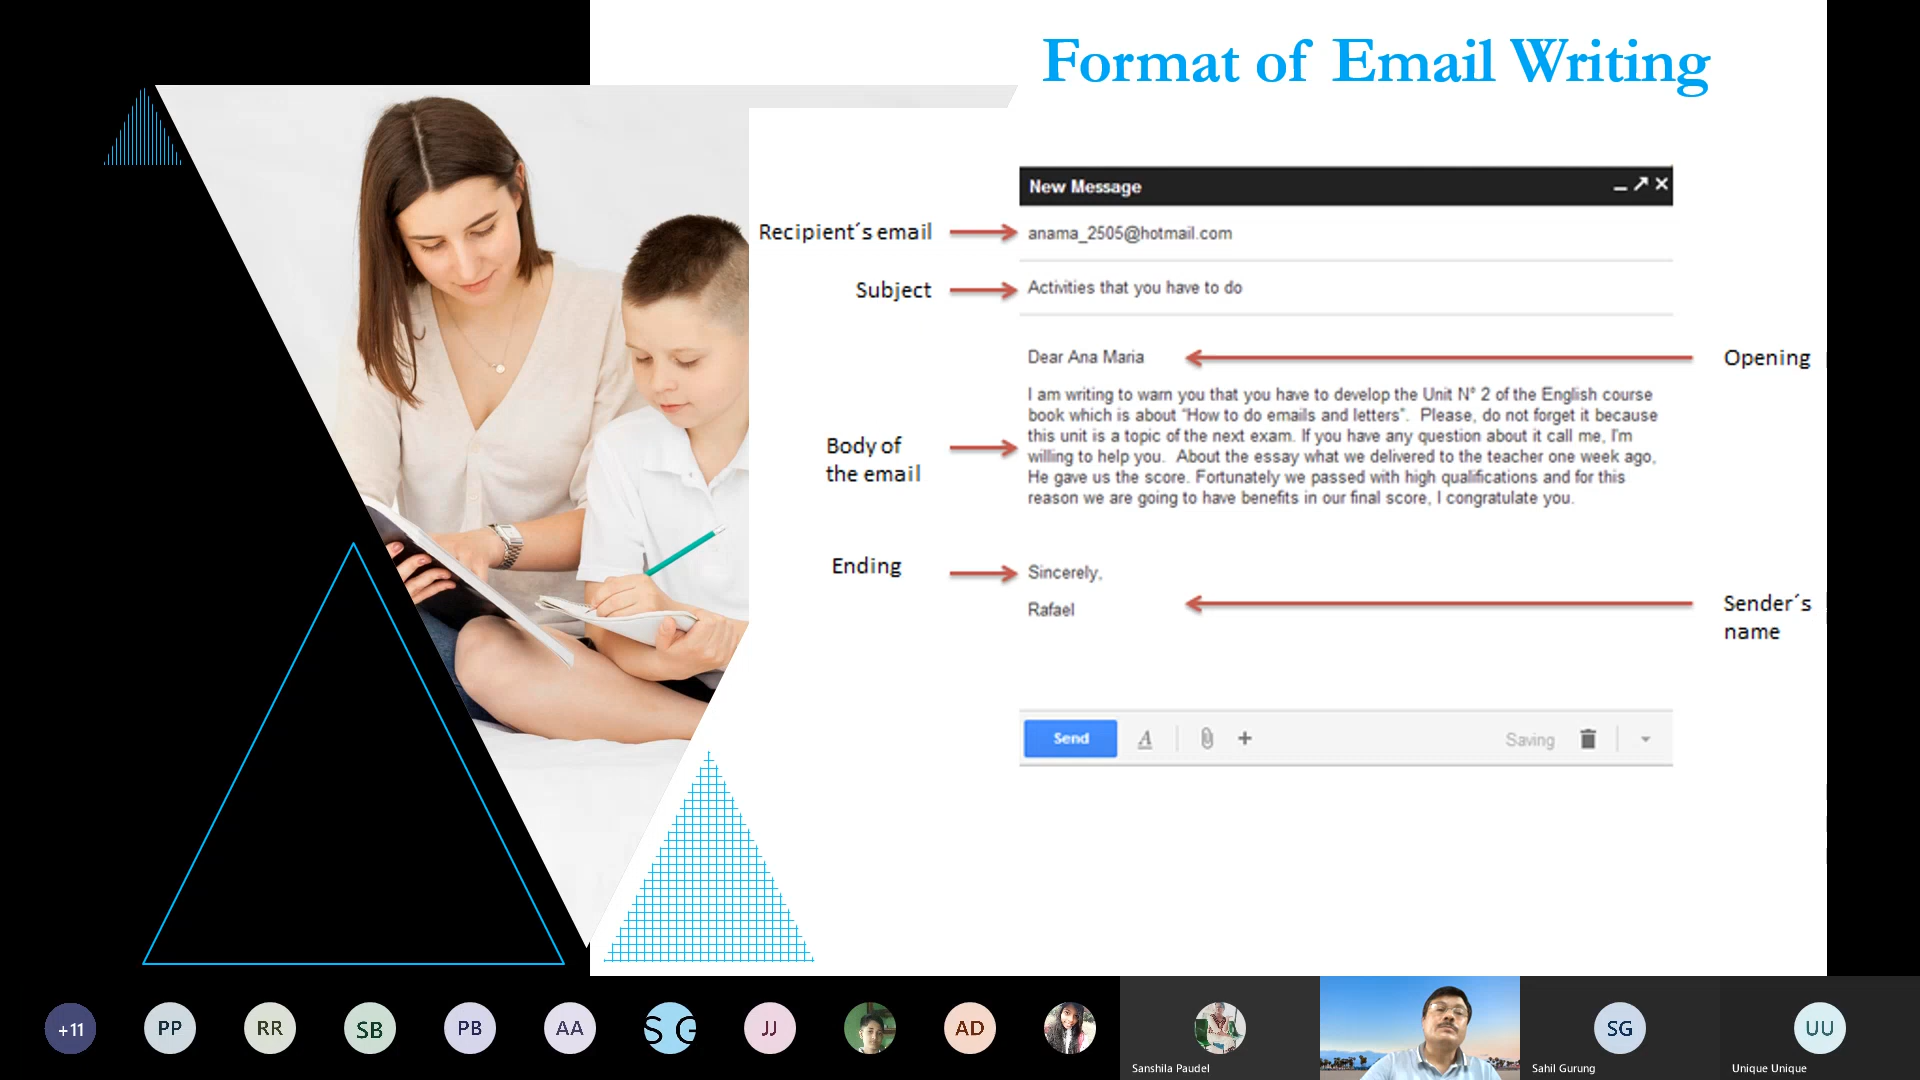 Format of Email Writing
New Message
Recipient´s email
anama_2505@hotmail.com
Subject
Activities that you have to do
Dear Ana Maria
Opening
I am writing to warn you that you have to develop the Unit N° 2 of the English course
book which is about “How to do emails and letters”. Please, do not forget it because
this unit is a topic of the next exam. If you have any question about it call me, I'm
willing to help you. About the essay what we delivered to the teacher one week ago,
He gave us the score. Fortunately we passed with high qualifications and for this
reason we are going to have benefits in our final score, I congratulate you.
Body of
the email
Ending
Sincerely,
Rafael
Sender´s
name
Send
A
Saving
+11
PP
RR
SB
PB
AA
S G
JJ
AD
SG
UU
Sanshila Paudel
Sahil Gurung
Unique Unique